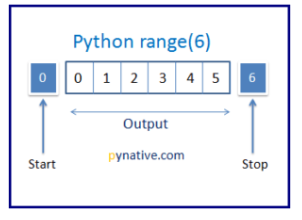 Python range(6)
0 0 1 2 3 4 5 6
Output
Start pynative.com Stop